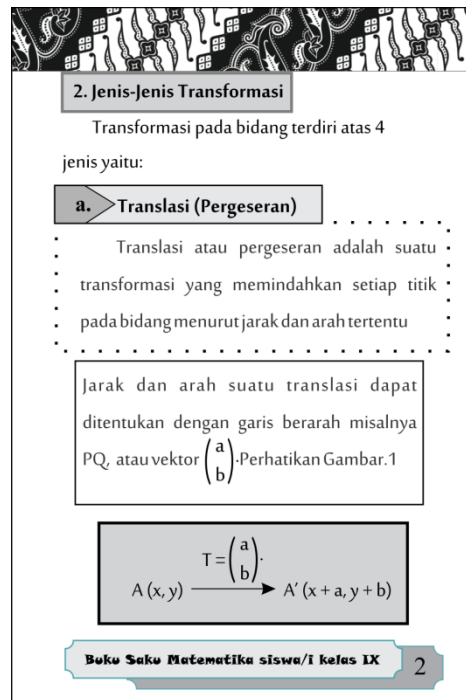 2. Jenis-Jenis Transformasi
Transformasi pada bidang terdiri atas 4
jenis yaitu:
a. Translasi (Pergeseran)
Translasi atau pergeseran adalah suatu
transformasi yang memindahkan setiap titik
pada bidang menurut jarak dan arah tertentu
Jarak dan arah suatu translasi dapat
ditentukan dengan garis berarah misalnya
PQ, atau vektor (a b).Perhatikan Gambar.1
T = (a b).
A (x, y) → A′ (x + a, y + b)
Buku Saku Matematika siswa/i kelas IX 2